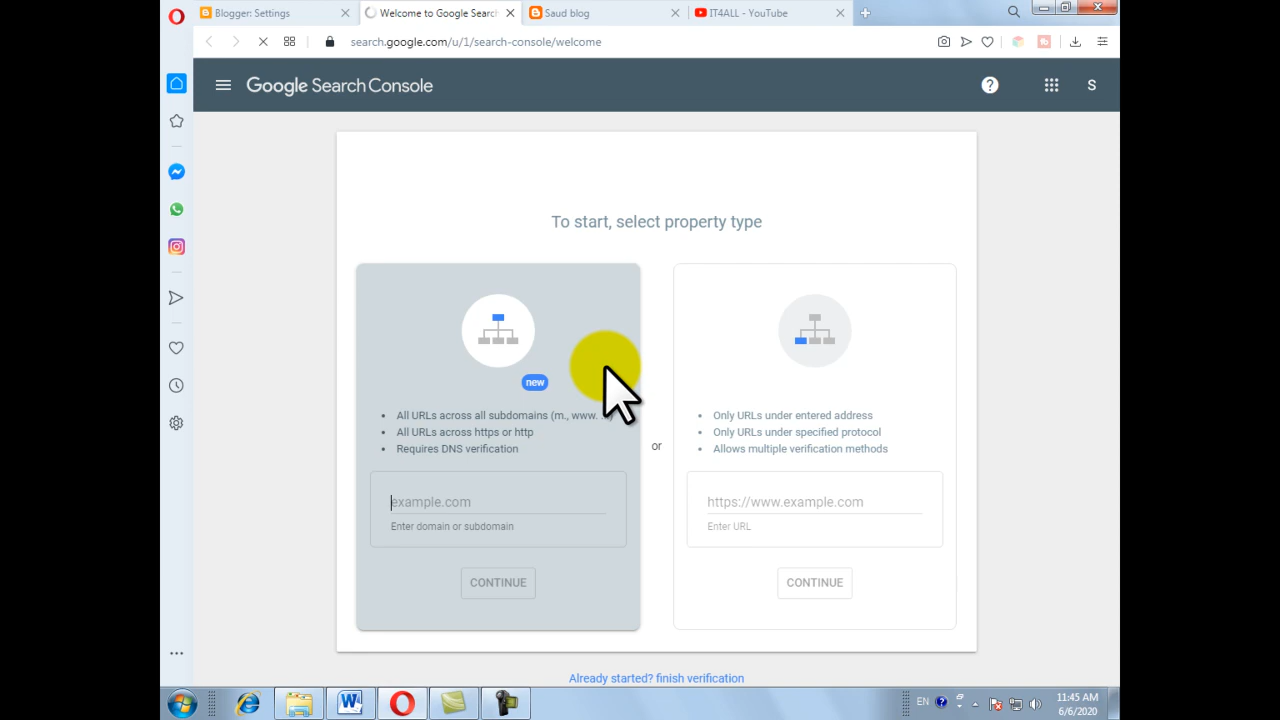 Blogger: Settings
Welcome to Google Searc
Saud blog
IT4ALL - YouTube
search.google.com/u/1/search-console/welcome
Google Search Console
S
To start, select property type
new
All URLs across all subdomains (m., www.
All URLs across https or http
Requires DNS verification
example.com
Enter domain or subdomain
CONTINUE
or
Only URLs under entered address
Only URLs under specified protocol
Allows multiple verification methods
https://www.example.com
Enter URL
CONTINUE
Already started? finish verification
EN
11:45 AM
6/6/2020